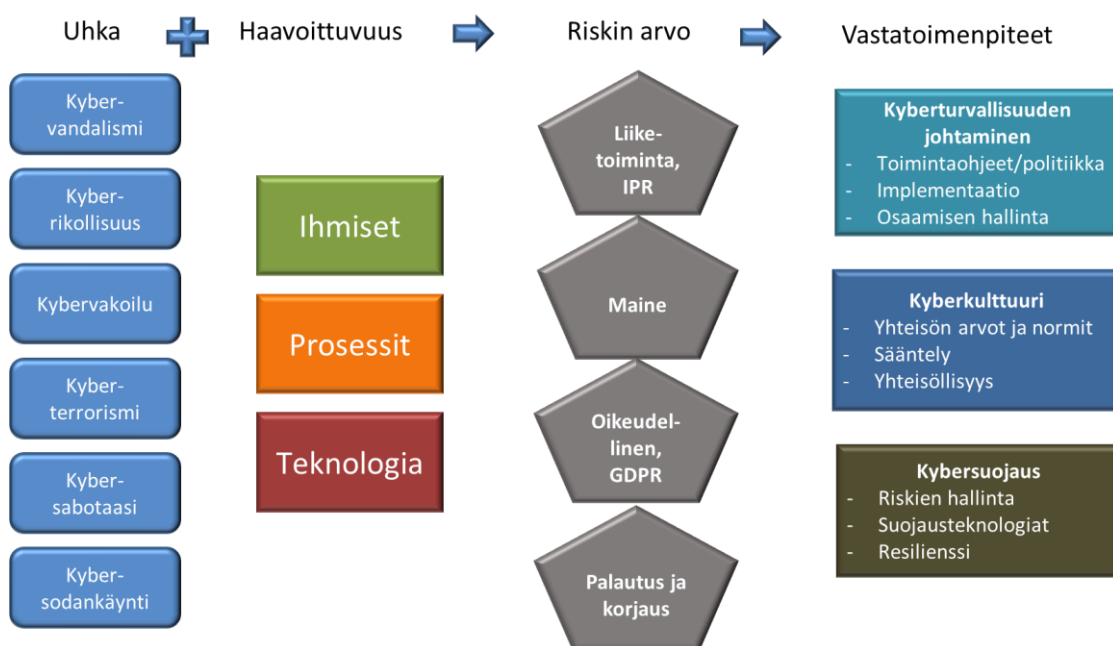 Uhka
Haavoittuvuus
Riskin arvo
Vastatoimenpiteet
Kyber-
vandalismi
Kyber-
rikollisuus
Kybervakoilu
Kyber-
terrorismi
Kyber-
sabotaasi
Kyber-
sodankäynti
Ihmiset
Prosessit
Teknologia
Liike-
toiminta,
IPR
Maine
Oikeudel-
linen,
GDPR
Palautus ja
korjaus
Kyberturvallisuuden
johtaminen
- Toimintaohjeet/politiikka
- Implementaatio
- Osaamisen hallinta
Kyberkulttuuri
- Yhteisön arvot ja normit
- Sääntely
- Yhteisöllisyys
Kybersuojaus
- Riskien hallinta
- Suojausteknologiat
- Resilienssi